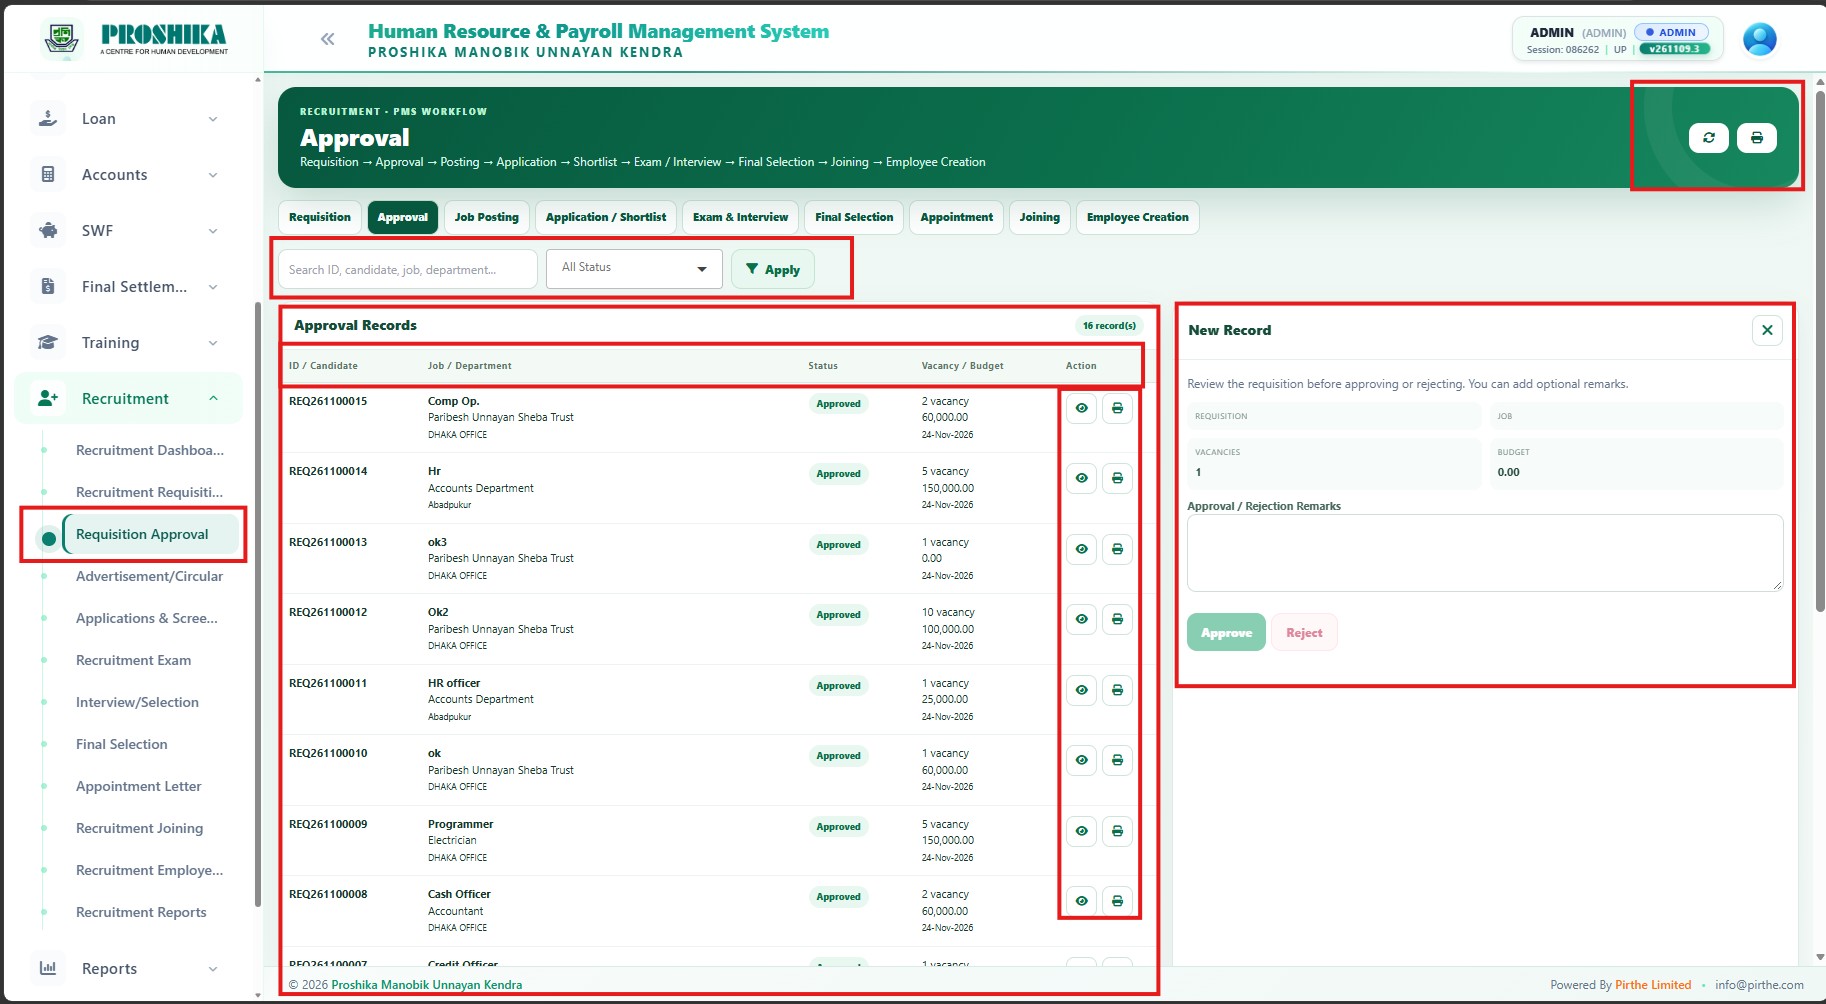 PROSHIKA
A CENTRE FOR HUMAN DEVELOPMENT
Human Resource & Payroll Management System
PROSHIKA MANOBIK UNNAYAN KENDRA
ADMIN (ADMIN) ADMIN
Session: 086262 | UP | v261109.3
Loan
Accounts
SWF
Final Settlem...
Training
Recruitment
Recruitment Dashboa...
Recruitment Requisiti...
Requisition Approval
Advertisement/Circular
Applications & Scree...
Recruitment Exam
Interview/Selection
Final Selection
Appointment Letter
Recruitment Joining
Recruitment Employe...
Recruitment Reports
Reports
RECRUITMENT · PMS WORKFLOW
Approval
Requisition → Approval → Posting → Application → Shortlist → Exam / Interview → Final Selection → Joining → Employee Creation
Requisition Approval Job Posting Application / Shortlist Exam & Interview Final Selection Appointment Joining Employee Creation
Search ID, candidate, job, department... All Status Apply
Approval Records 16 record(s)
ID / Candidate Job / Department Status Vacancy / Budget Action
REQ261100015 Comp Op. Approved 2 vacancy
Paribesh Unnayan Sheba Trust 60,000.00
DHAKA OFFICE 24-Nov-2026
REQ261100014 Hr Approved 5 vacancy
Accounts Department 150,000.00
Abadpukur 24-Nov-2026
REQ261100013 ok3 Approved 1 vacancy
Paribesh Unnayan Sheba Trust 0.00
DHAKA OFFICE 24-Nov-2026
REQ261100012 Ok2 Approved 10 vacancy
Paribesh Unnayan Sheba Trust 100,000.00
DHAKA OFFICE 24-Nov-2026
REQ261100011 HR officer Approved 1 vacancy
Accounts Department 25,000.00
Abadpukur 24-Nov-2026
REQ261100010 ok Approved 1 vacancy
Paribesh Unnayan Sheba Trust 60,000.00
DHAKA OFFICE 24-Nov-2026
REQ261100009 Programmer Approved 5 vacancy
Electrician 150,000.00
DHAKA OFFICE 24-Nov-2026
REQ261100008 Cash Officer Approved 2 vacancy
Accountant 60,000.00
DHAKA OFFICE 24-Nov-2026
REQ261100007 Credit Officer Approved 1 vacancy
New Record
Review the requisition before approving or rejecting. You can add optional remarks.
REQUISITION JOB
VACANCIES BUDGET
1 0.00
Approval / Rejection Remarks
Approve Reject
© 2026 Proshika Manobik Unnayan Kendra
Powered By Pirthe Limited • info@pirthe.com